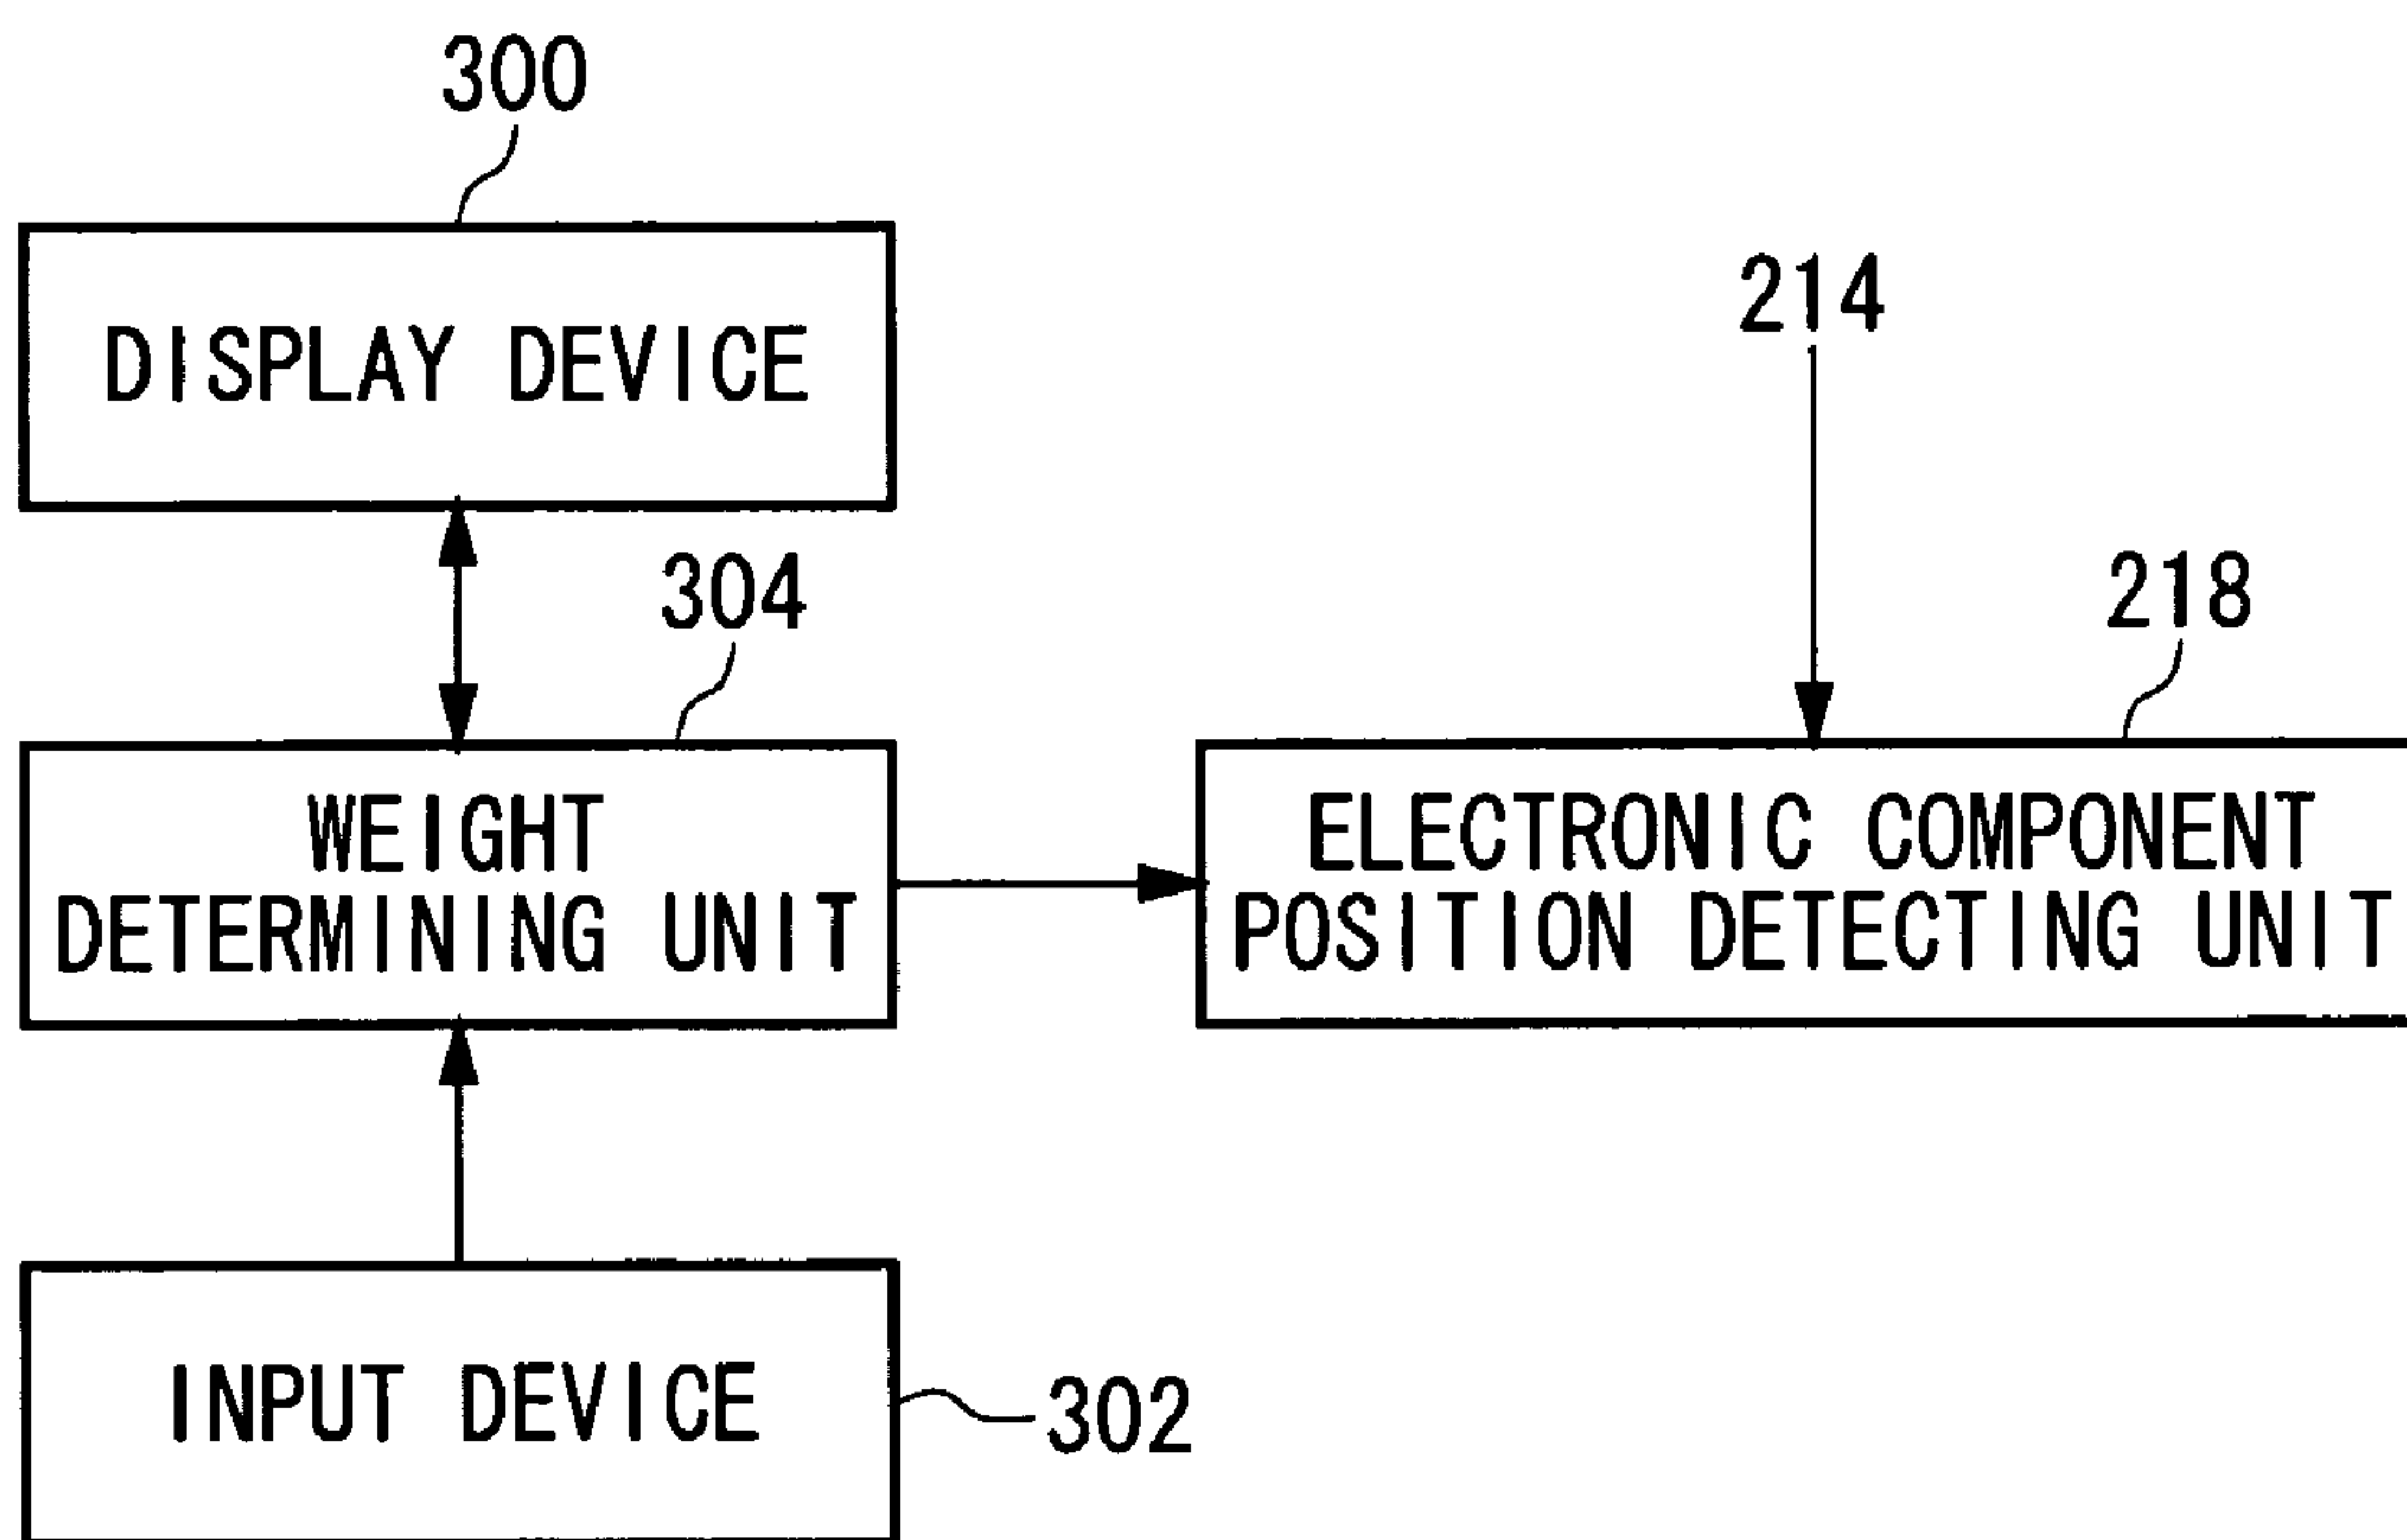 300
DISPLAY DEVICE
214
304
218
WEIGHT
DETERMINING UNIT
ELECTRONIC COMPONENT
POSITION DETECTING UNIT
INPUT DEVICE
302